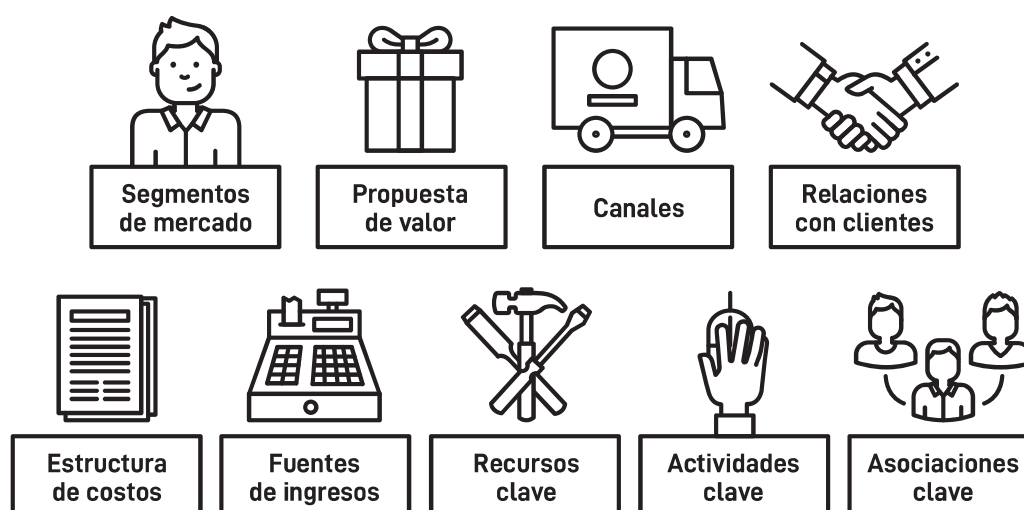 Segmentos
de mercado
Propuesta
de valor
Canales
Relaciones
con clientes
Estructura
de costos
Fuentes
de ingresos
Recursos
clave
Actividades
clave
Asociaciones
clave